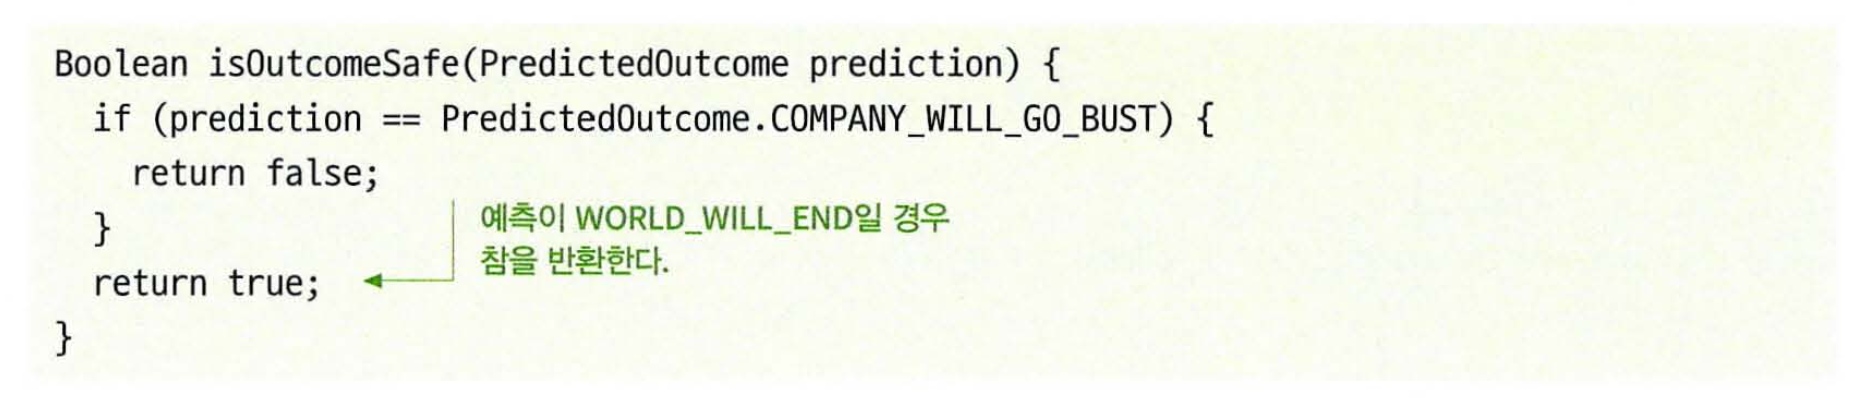 Boolean isOutcomeSafe(PredictedOutcome prediction) {
if (prediction == PredictedOutcome.COMPANY_WILL_GO_BUST) {
return false;
}
예측이 WORLD_WILL_END일 경우
참을 반환한다.
return true;
}